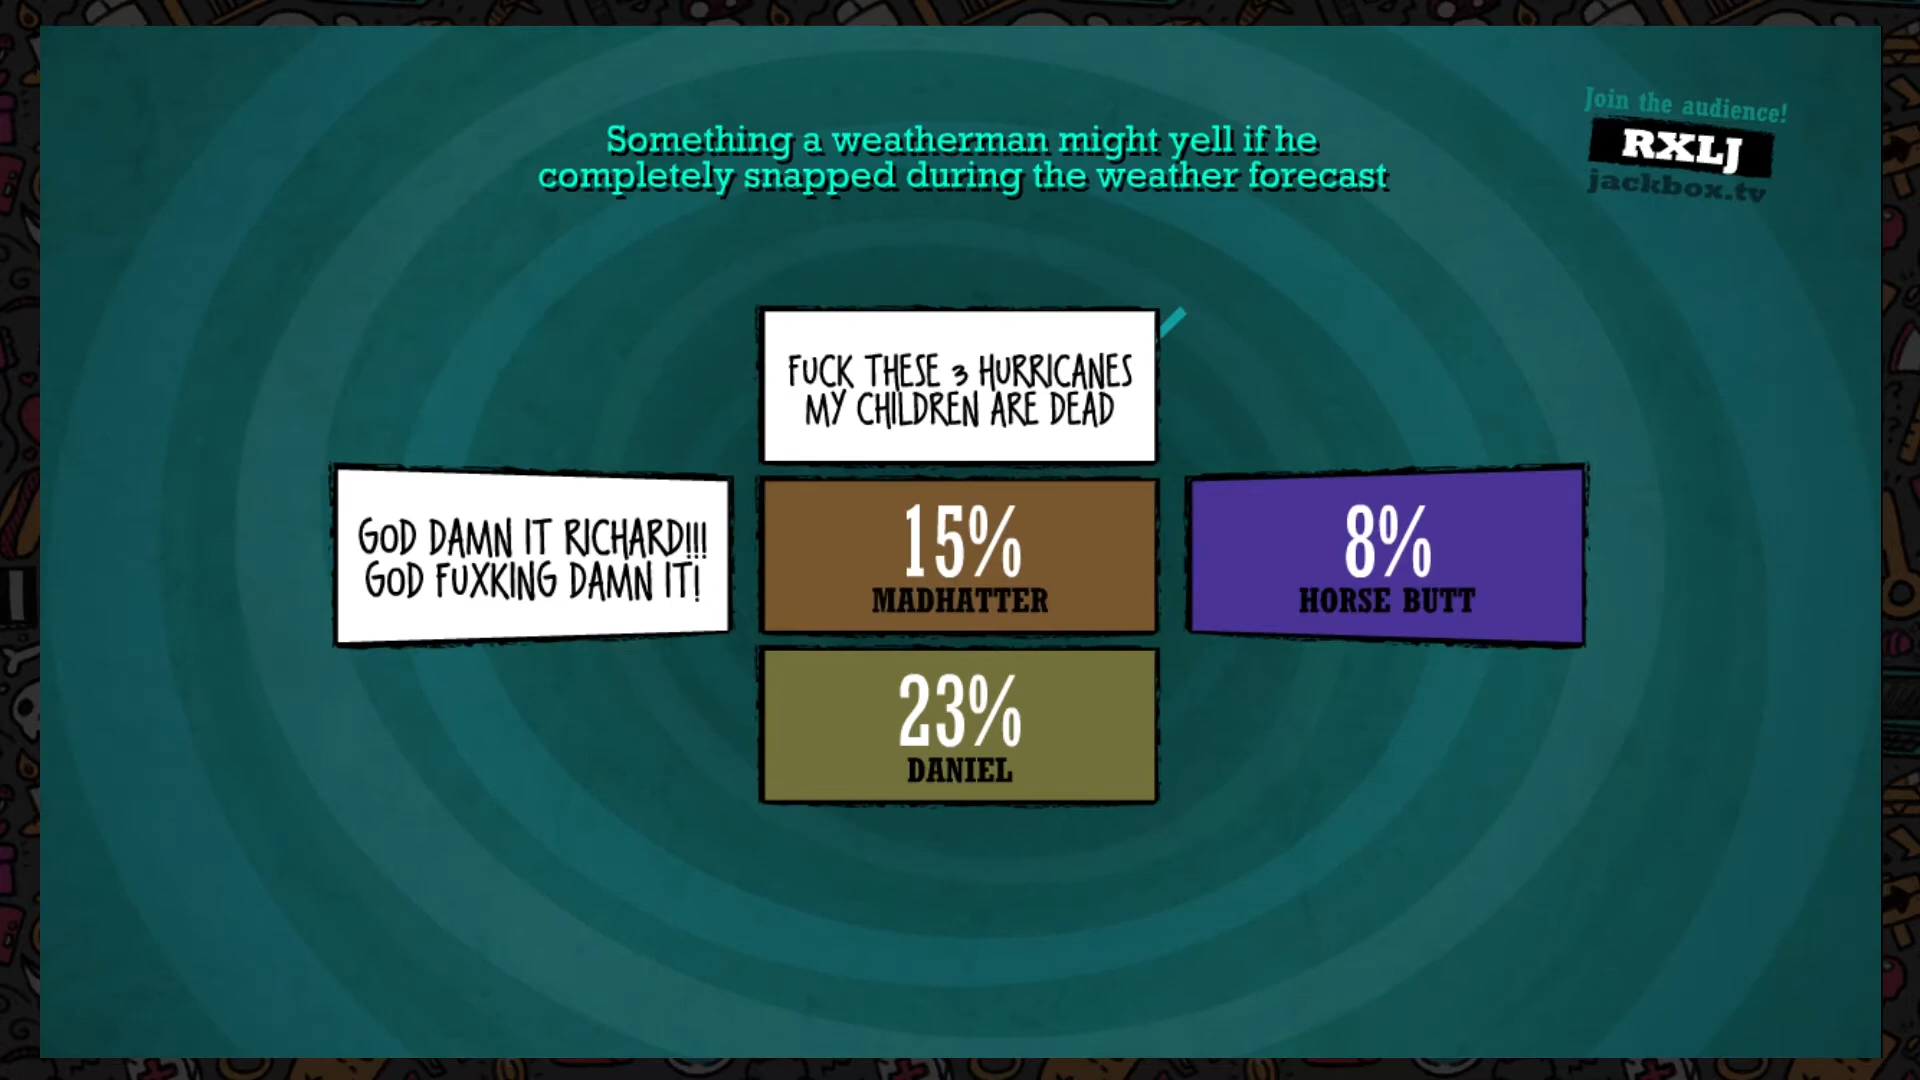 Join the audience!
RXLJ
jackbox.tv
Something a weatherman might yell if he
completely snapped during the weather forecast
FUCK THESE 3 HURRICANES
MY CHILDREN ARE DEAD
GOD DAMN IT RICHARD!!!
GOD FUXKING DAMN IT!
15%
MADHATTER
8%
HORSE BUTT
23%
DANIEL